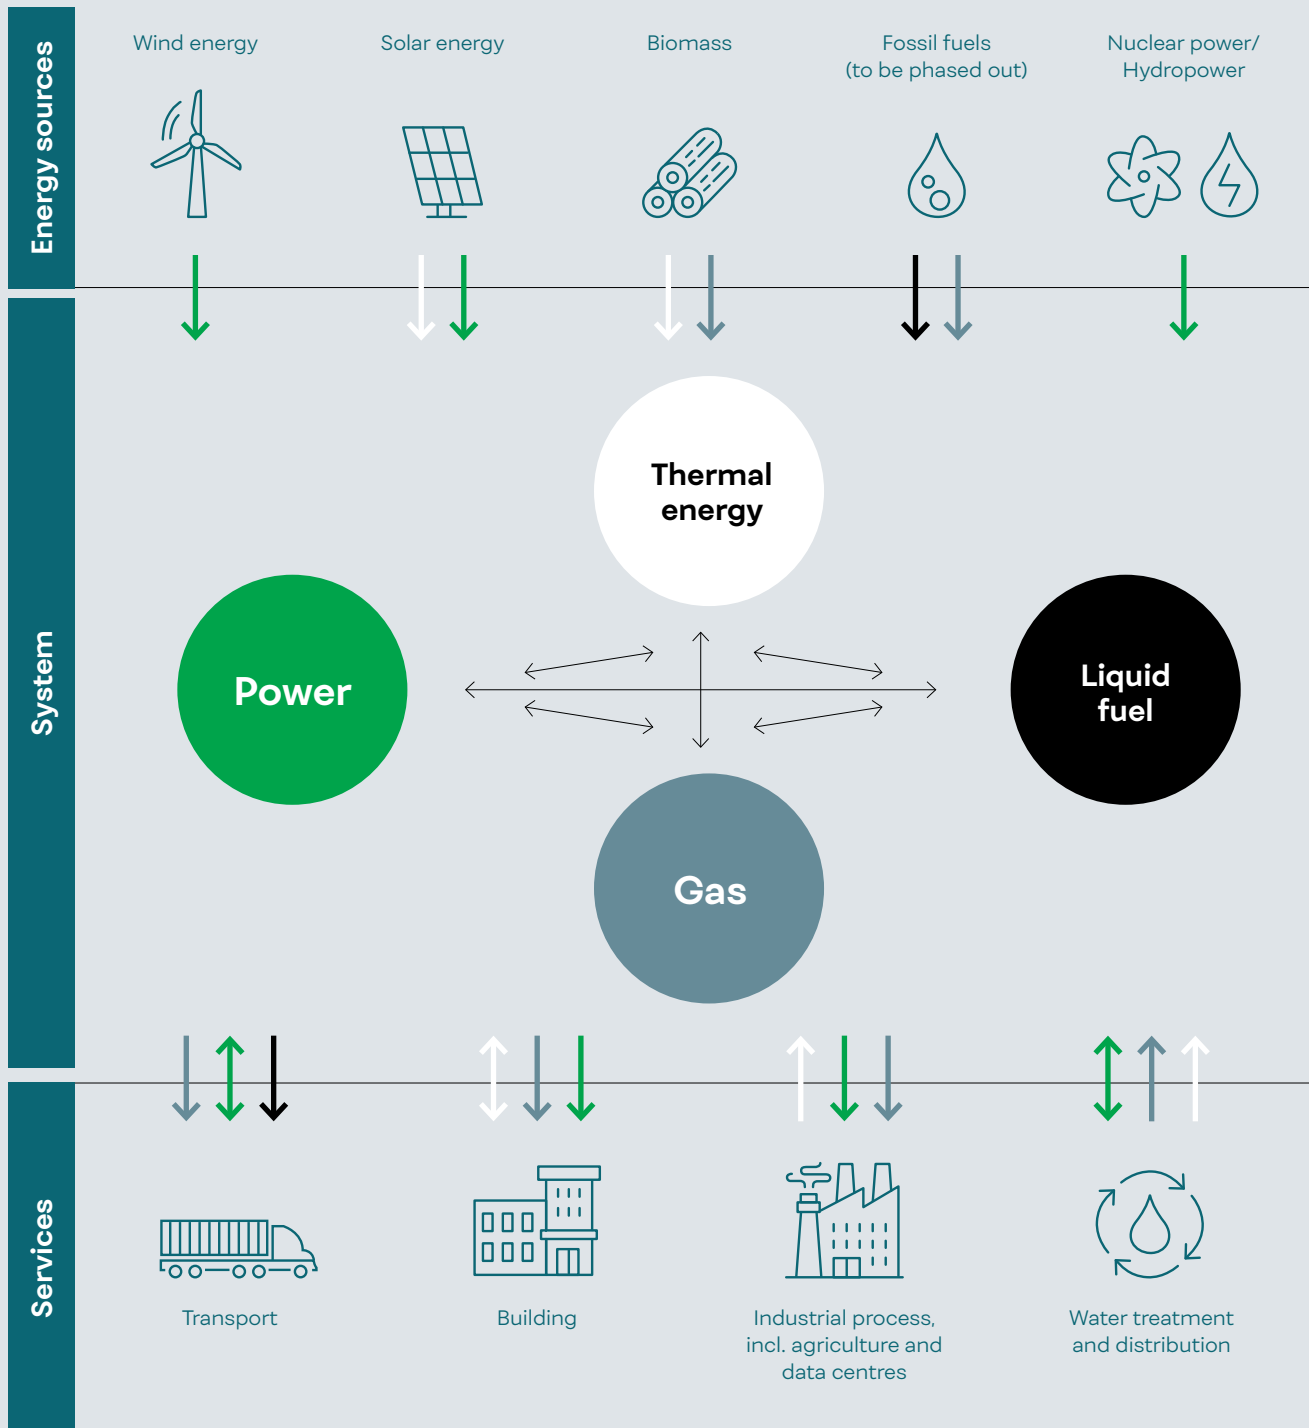 Energy sources
Wind energy
Solar energy
Biomass
Fossil fuels
(to be phased out)
Nuclear power/
Hydropower
System
Thermal
energy
Power
Liquid
fuel
Gas
Services
Transport
Building
Industrial process,
incl. agriculture and
data centres
Water treatment
and distribution